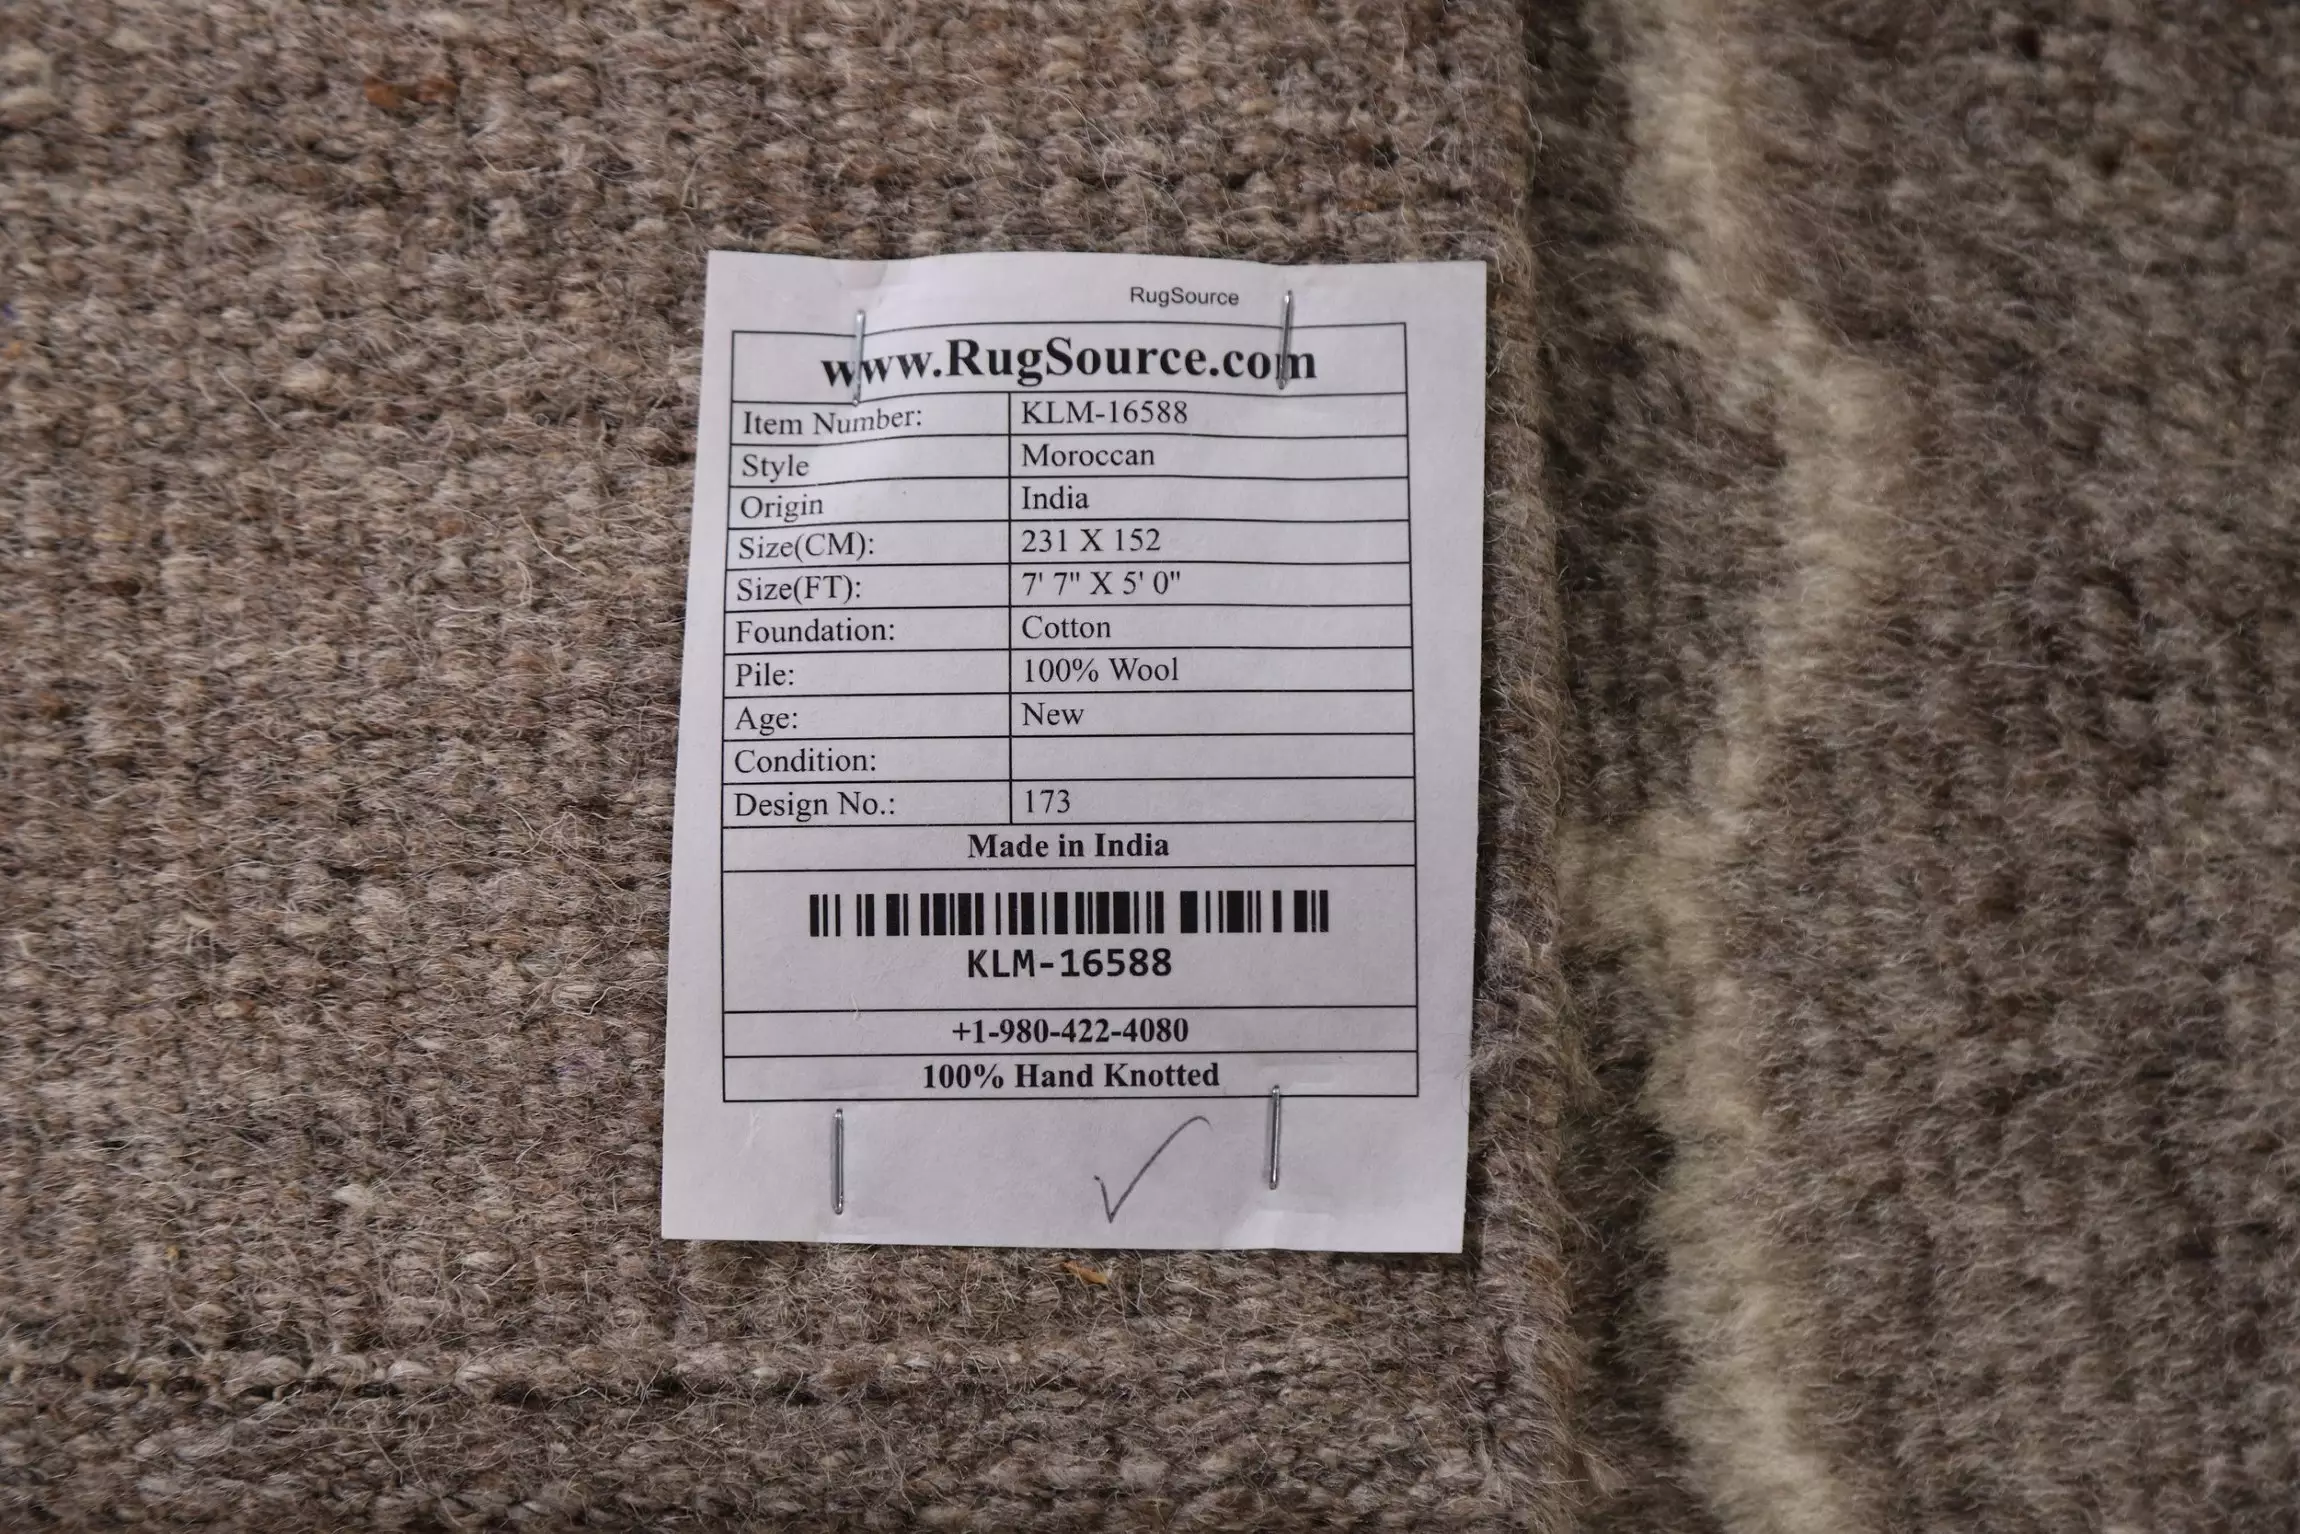 RugSource
www.RugSource.com
Item Number: KLM-16588
Style Moroccan
Origin India
Size(CM): 231 X 152
Size(FT): 7' 7" X 5' 0"
Foundation: Cotton
Pile: 100% Wool
Age: New
Condition:
Design No.: 173
Made in India
KLM-16588
+1-980-422-4080
100% Hand Knotted